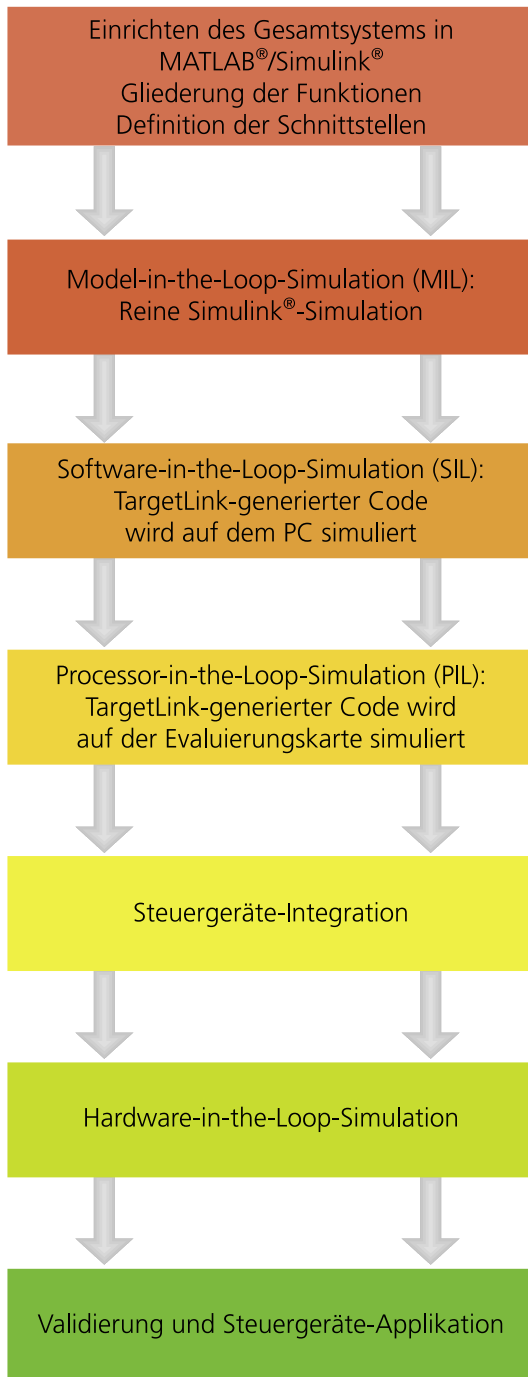 Einrichten des Gesamtsystems in
MATLAB®/Simulink®
Gliederung der Funktionen
Definition der Schnittstellen
Model-in-the-Loop-Simulation (MIL):
Reine Simulink®-Simulation
Software-in-the-Loop-Simulation (SIL):
TargetLink-generierter Code
wird auf dem PC simuliert
Processor-in-the-Loop-Simulation (PIL):
TargetLink-generierter Code wird
auf der Evaluierungskarte simuliert
Steuergeräte-Integration
Hardware-in-the-Loop-Simulation
Validierung und Steuergeräte-Applikation